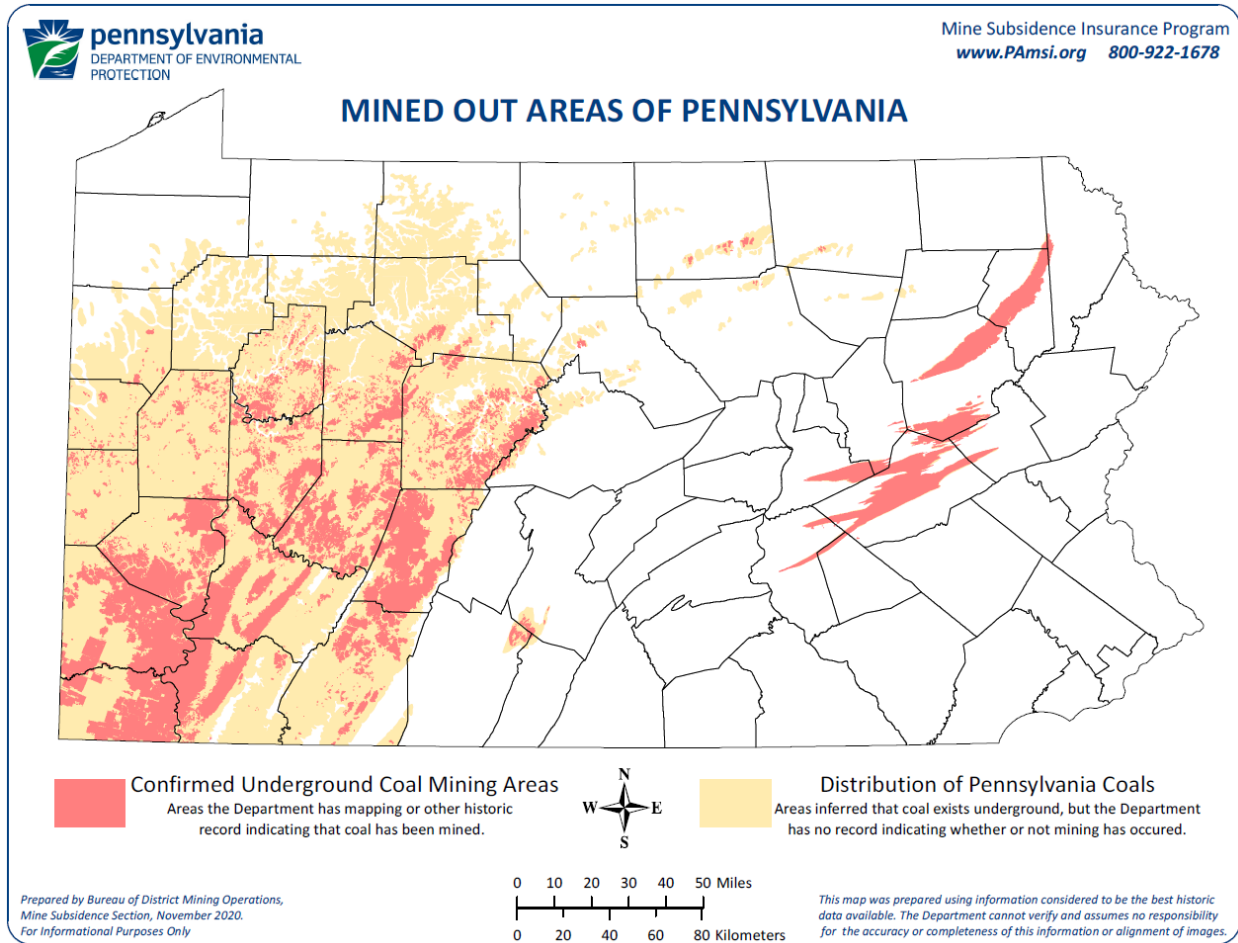 pennsylvania
DEPARTMENT OF ENVIRONMENTAL
PROTECTION
Mine Subsidence Insurance Program
www.PAmsi.org 800-922-1678
MINED OUT AREAS OF PENNSYLVANIA
Confirmed Underground Coal Mining Areas
Areas the Department has mapping or other historic
record indicating that coal has been mined.
N
W E
S
Distribution of Pennsylvania Coals
Areas inferred that coal exists underground, but the Department
has no record indicating whether or not mining has occured.
0 10 20 30 40 50 Miles
0 20 40 60 80 Kilometers
Prepared by Bureau of District Mining Operations,
Mine Subsidence Section, November 2020.
For Informational Purposes Only
This map was prepared using information considered to be the best historic
data available. The Department cannot verify and assumes no responsibility
for the accuracy or completeness of this information or alignment of images.